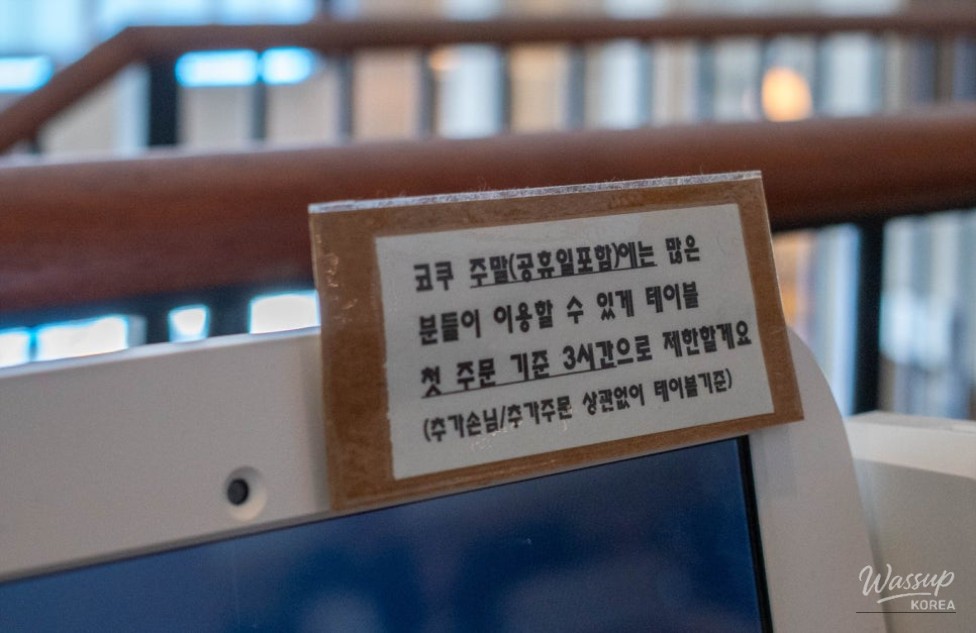 코쿠 주말(공휴일포함)에는 많은
분들이 이용할 수 있게 테이블
첫 주문 기준 3시간으로 제한할게요
(추가손님/추가주문 상관없이 테이블기준)
Wassup
KOREA